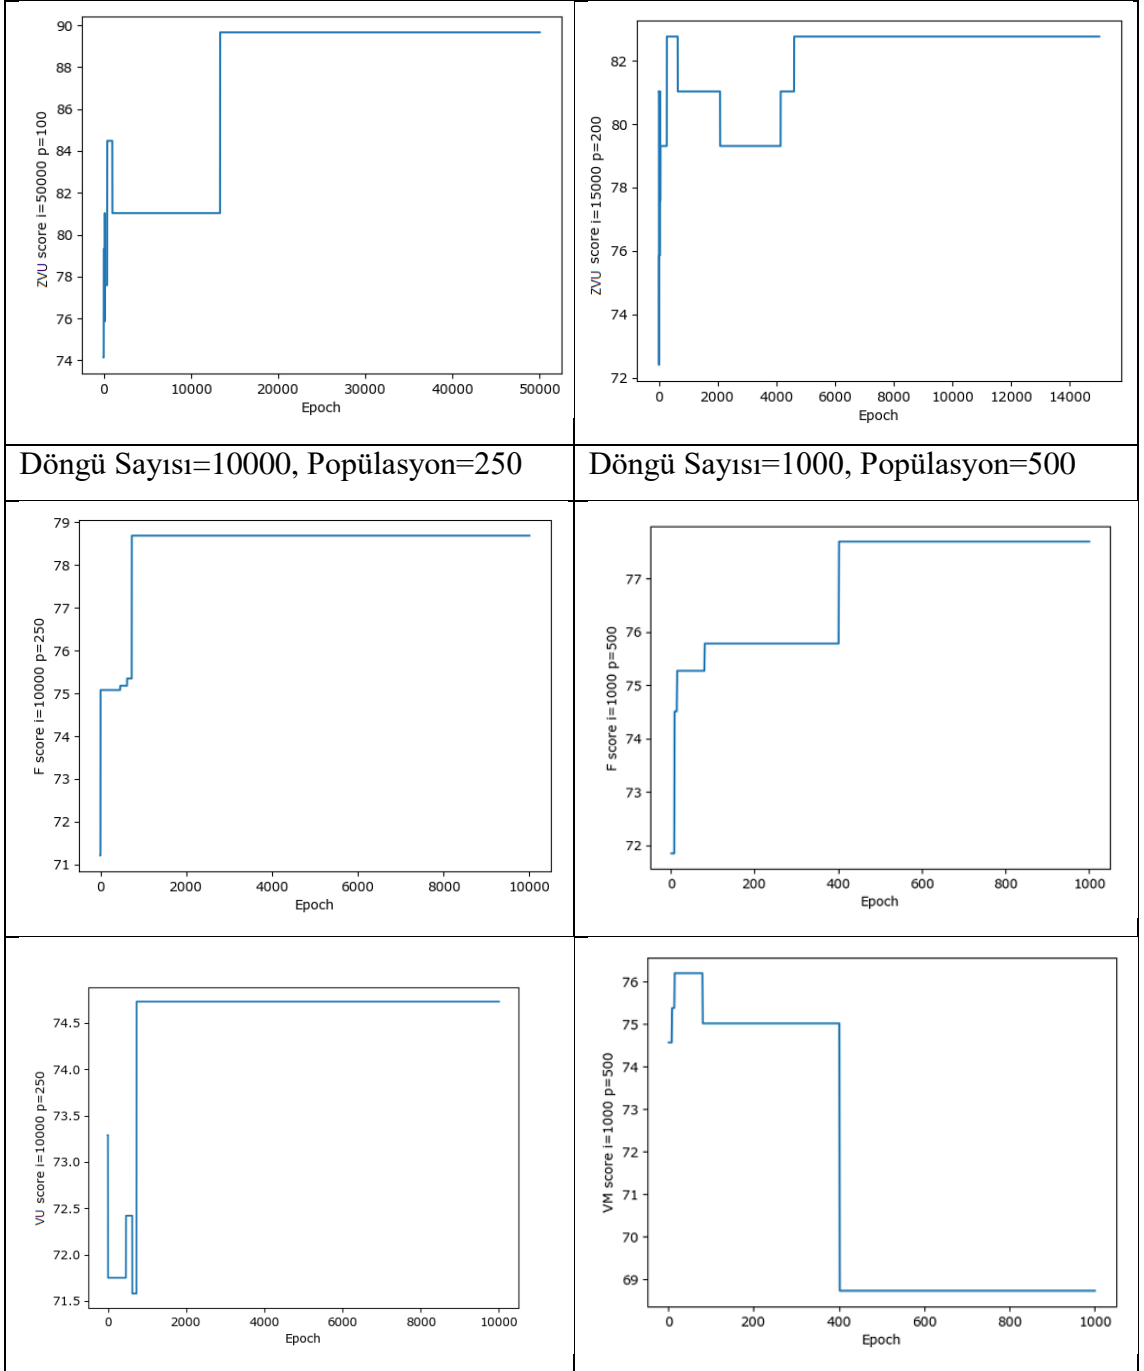 90
88
86
84
82
80
78
76
74
ZVU score i=50000 p=100
0 10000 20000 30000 40000 50000
Epoch
82
80
78
76
74
72
ZVU score i=15000 p=200
0 2000 4000 6000 8000 10000 12000 14000
Epoch
Döngü Sayısı=10000, Popülasyon=250
Döngü Sayısı=1000, Popülasyon=500
79
78
77
76
75
74
73
72
71
F score i=10000 p=250
0 2000 4000 6000 8000 10000
Epoch
77
76
75
74
73
72
F score i=1000 p=500
0 200 400 600 800 1000
Epoch
74.5
74.0
73.5
73.0
72.5
72.0
71.5
VU score i=10000 p=250
0 2000 4000 6000 8000 10000
Epoch
76
75
74
73
72
71
70
69
VM score i=1000 p=500
0 200 400 600 800 1000
Epoch